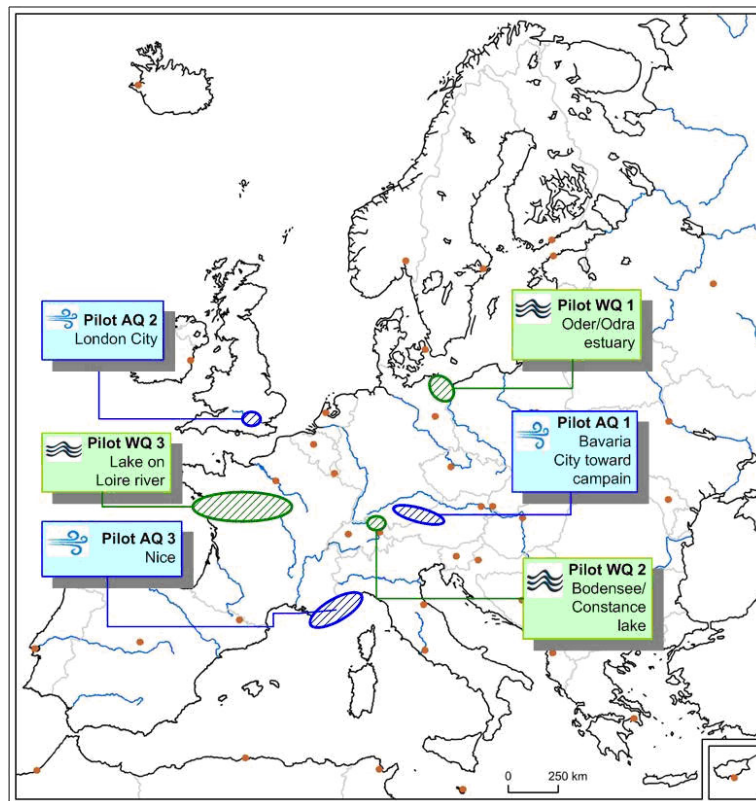 Pilot WQ 1
Oder/Odra
estuary
Pilot AQ 2
London City
Pilot AQ 1
Bavaria
City toward
campain
Pilot WQ 3
Lake on
Loire river
Pilot AQ 3
Nice
Pilot WQ 2
Bodensee/
Constance
lake
0 250 km